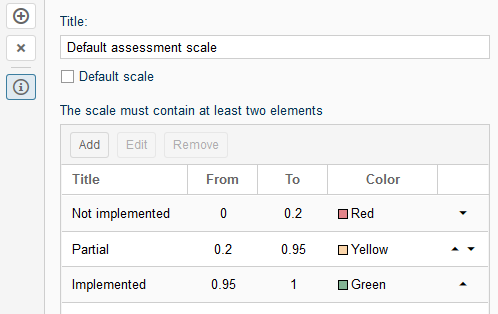 Title:
Default assessment scale
Default scale
The scale must contain at least two elements
Add Edit Remove
Title From To Color
Not implemented 0 0.2 Red
Partial 0.2 0.95 Yellow
Implemented 0.95 1 Green